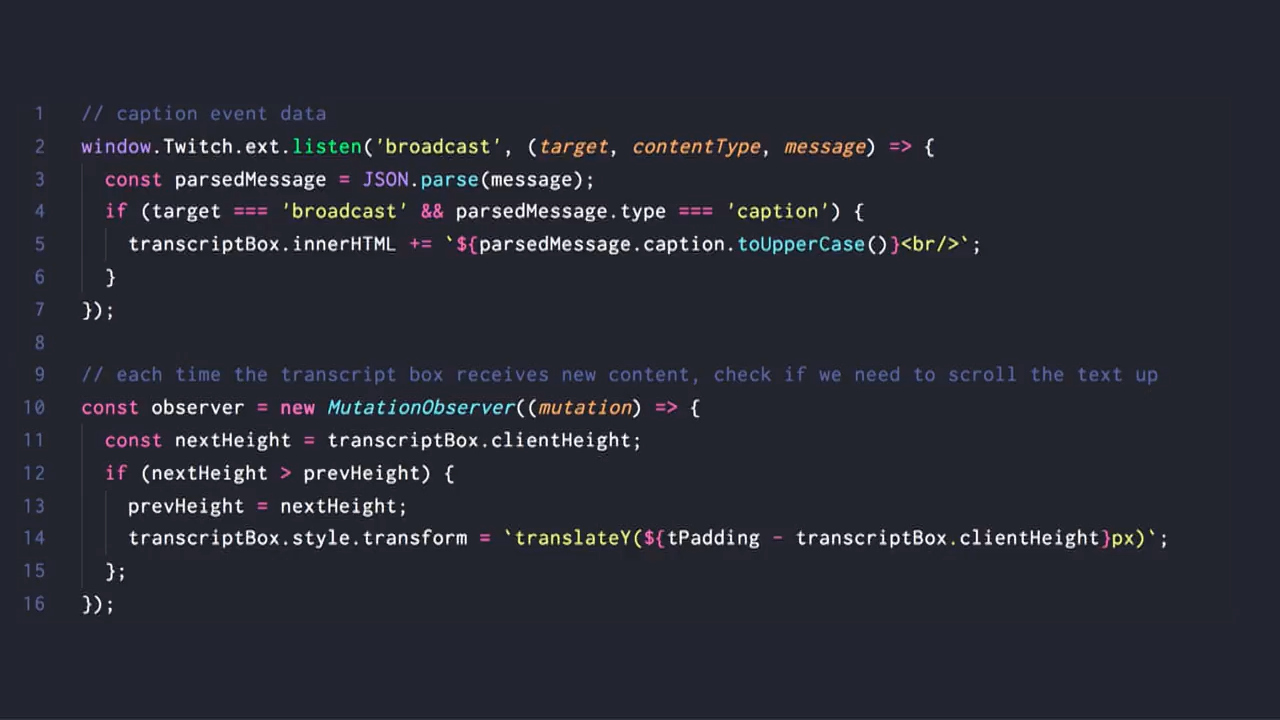 1 // caption event data
2 window.Twitch.ext.listen('broadcast', (target, contentType, message) => {
3 const parsedMessage = JSON.parse(message);
4 if (target === 'broadcast' && parsedMessage.type === 'caption') {
5 transcriptBox.innerHTML += `${parsedMessage.caption.toUpperCase()}<br/>`;
6 }
7 });
8
9 // each time the transcript box receives new content, check if we need to scroll the text up
10 const observer = new MutationObserver((mutation) => {
11 const nextHeight = transcriptBox.clientHeight;
12 if (nextHeight > prevHeight) {
13 prevHeight = nextHeight;
14 transcriptBox.style.transform = `translateY(${tPadding - transcriptBox.clientHeight}px)`;
15 };
16 });